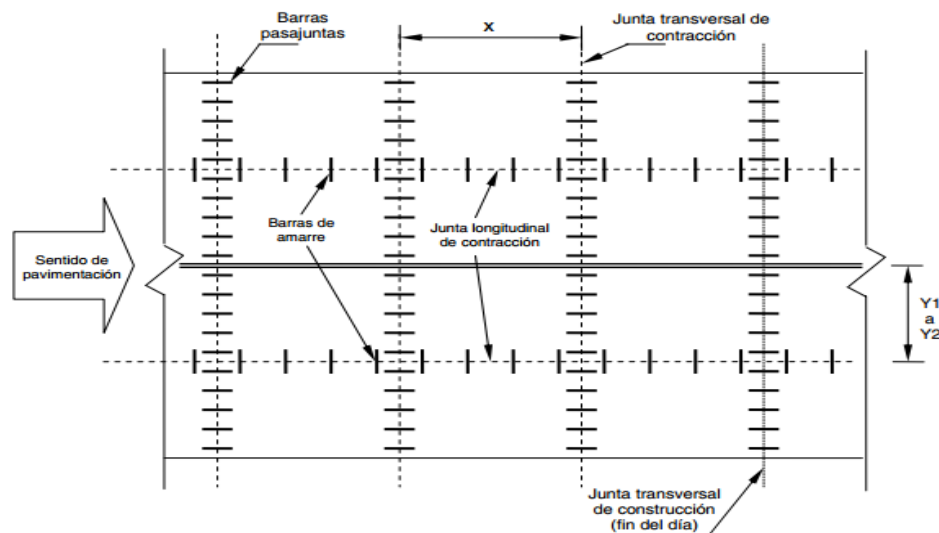 Barras
pasajuntas
X
Junta transversal de
contracción
Barras de
amarre
Junta longitudinal
de contracción
Sentido de
pavimentación
Y1
a
Y2
Junta transversal
de construcción
(fin del día)